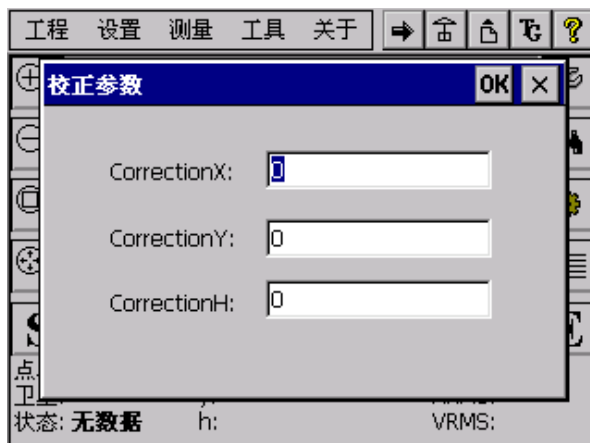 工程 设置 测量 工具 关于
校正参数 OK
CorrectionX: 0
CorrectionY: 0
CorrectionH: 0
状态: 无数据 h: VRMS: